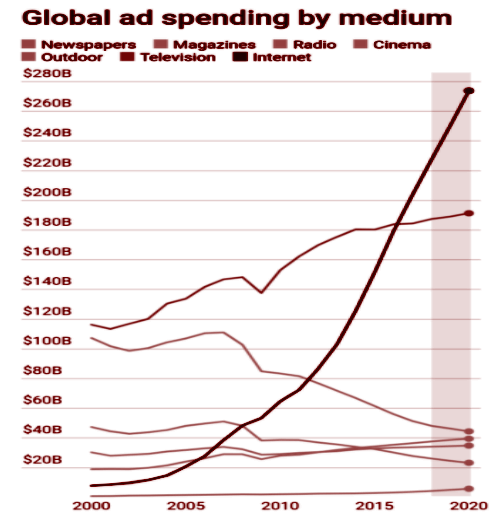 Global ad spending by medium
Newspapers Magazines Radio Cinema
Outdoor Television Internet
$280B
$260B
$240B
$220B
$200B
$180B
$160B
$140B
$120B
$100B
$80B
$60B
$40B
$20B
2000 2005 2010 2015 2020